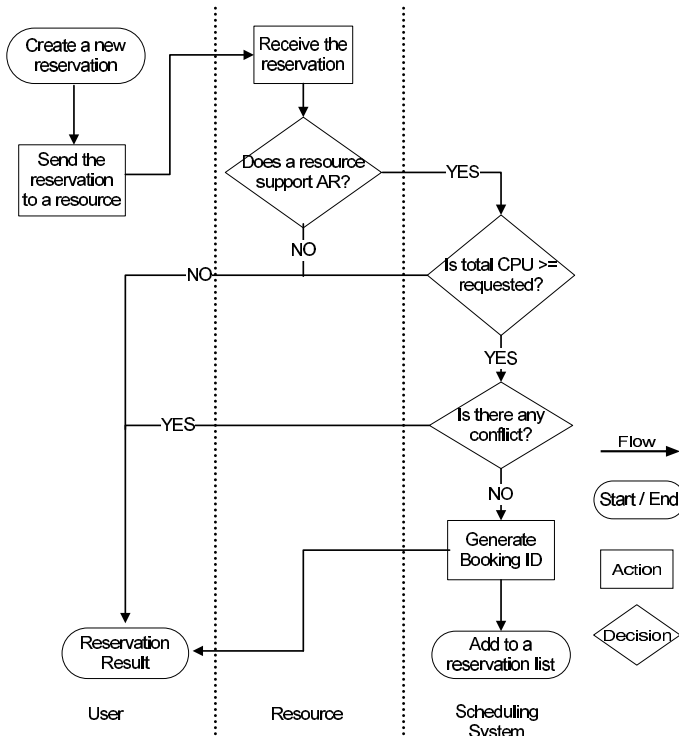 Create a new
reservation
Receive the
reservation
Send the
reservation
to a resource
Does a resource
support AR?
YES
NO
NO
Is total CPU >=
requested?
YES
YES
Is there any
conflict?
NO
Generate
Booking ID
Reservation
Result
Add to a
reservation list
Flow
Start / End
Action
Decision
User
Resource
Scheduling
System